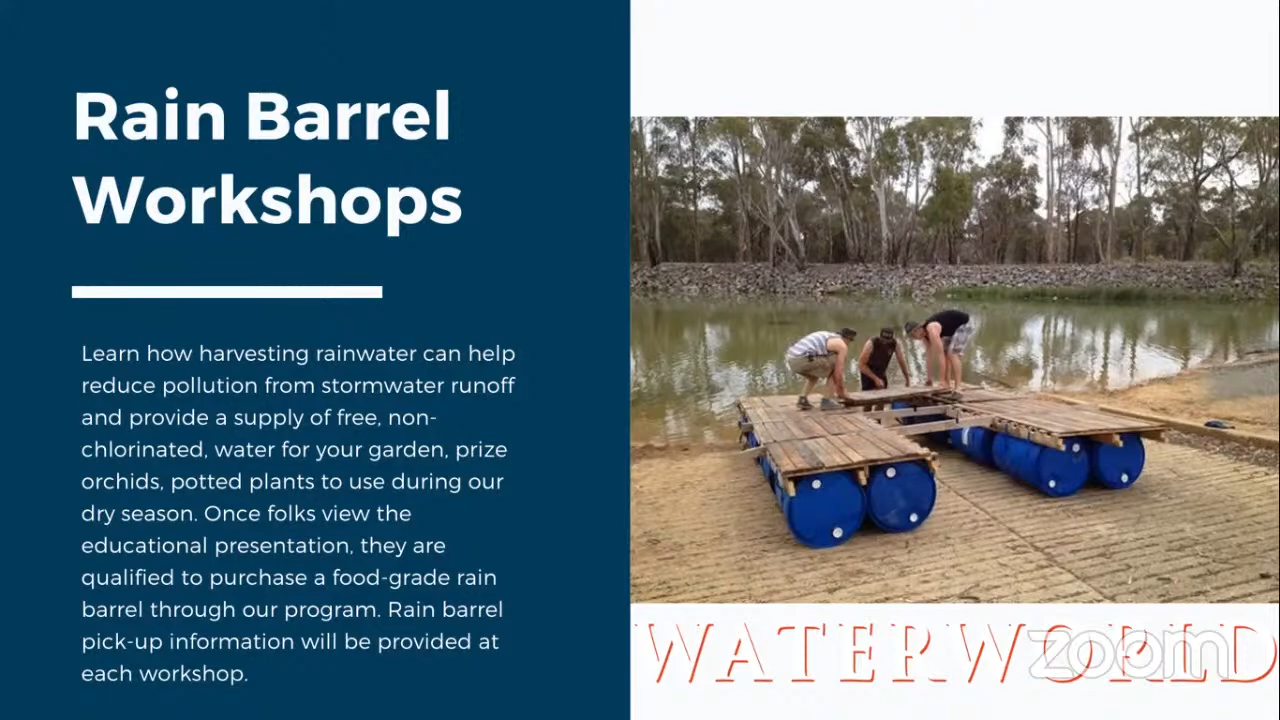 Rain Barrel
Workshops
Learn how harvesting rainwater can help
reduce pollution from stormwater runoff
and provide a supply of free, non-
chlorinated, water for your garden, prize
orchids, potted plants to use during our
dry season. Once folks view the
educational presentation, they are
qualified to purchase a food-grade rain
barrel through our program. Rain barrel
pick-up information will be provided at
each workshop.
WATERWORLD
zoom